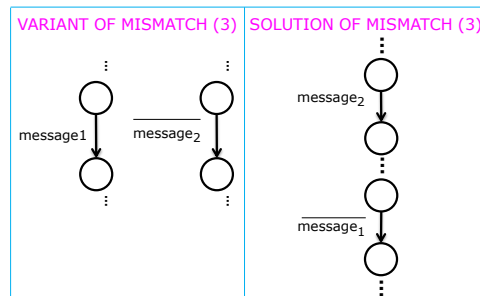 VARIANT OF MISMATCH (3)
SOLUTION OF MISMATCH (3)
...
...
...
message1
message₂
message₂
...
...
...
message₁
...